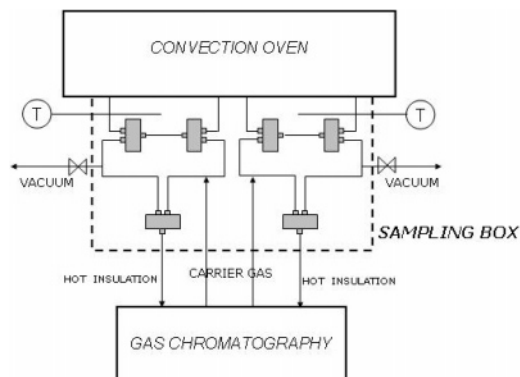 CONVECTION OVEN
T
T
VACUUM
VACUUM
SAMPLING BOX
HOT INSULATION
CARRIER GAS
HOT INSULATION
GAS CHROMATOGRAPHY